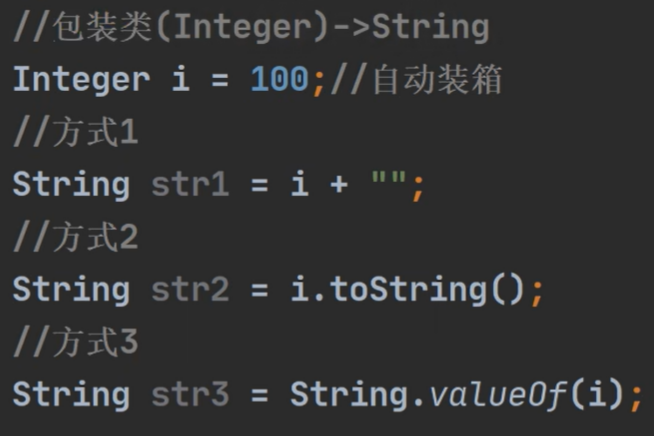 //包装类(Integer)->String
Integer i = 100;//自动装箱
//方式1
String str1 = i + "";
//方式2
String str2 = i.toString();
//方式3
String str3 = String.valueOf(i);